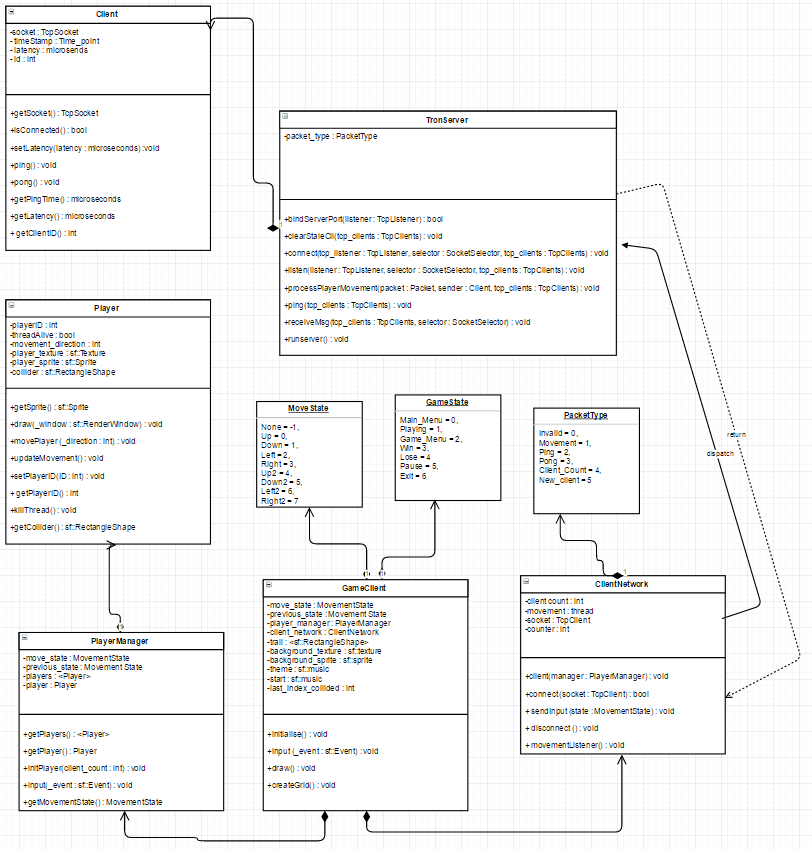 Client
-socket : TcpSocket
-timeStamp : Time_point
- latency : microsends
- id : int
+getSocket() : TcpSocket
+isConnected() : bool
+setLatency(latency : microseconds) :void
+ping() : void
+pong() : void
+getPingTime() : microseconds
+getLatency() : microseconds
+ getClientID() : int
TronServer
-packet_type : PacketType
1
+bindServerPort(listener : TcpListener) : bool
+clearStaleCli(tcp_clients : TcpClients) : void
+connect(tcp_listener : TcpListener, selector : SocketSelector, tcp_clients : TcpClients) : void
+listen(listener : TcpListener, selector : SocketSelector, tcp_clients : TcpClients) : void
+processPlayerMovement(packet : Packet, sender : Client, tcp_clients : TcpClients) : void
+ping(tcp_clients : TcpClients) : void
+receiveMsg(tcp_clients : TcpClients, selector : SocketSelector) : void
+runserver() : void
Player
-playerID : int
-threadAlive : bool
-movement_direction : int
-player_texture : sf::Texture
-player_sprite : sf::Sprite
-collider : sf::RectangleShape
+getSprite() : sf::Sprite
+draw(_window : sf::RenderWindow) : void
+movePlayer (_direction : int) : void
+updateMovement() : void
+setPlayerID(ID : int) : void
+ getPlayerID() : int
+killThread() : void
+getCollider() : sf::RectangleShape
MoveState
None = -1,
Up = 0,
Down = 1,
Left = 2,
Right = 3,
Up2 = 4,
Down2 = 5,
Left2 = 6,
Right2 = 7
GameState
Main_Menu = 0,
Playing = 1,
Game_Menu = 2,
Win = 3,
Lose = 4
Pause = 5,
Exit = 6
PacketType
Invalid = 0,
Movement = 1,
Ping = 2,
Pong = 3,
Client_Count = 4,
New_client = 5
return
dispatch
PlayerManager
-move_state : MovementState
-previous_state : Movement State
-players : <Player>
-player : Player
+getPlayers() : <Player>
+getPlayer() : Player
+initPlayer(client_count : int) : void
+input(_event : sf::Event) : void
+getMovementState() : MovementState
GameClient
-move_state : MovementState
-previous_state : Movement State
-player_manager : PlayerManager
-client_network : ClientNetwork
-trail : <sf::RectangleShape>
-background_texture : sf::texture
-background_sprite : sf::sprite
-theme : sf::music
-start : sf::music
-last_index_collided : int
+initialise() : void
+input (_event : sf::Event) : void
+draw() : void
+createGrid() : void
1
ClientNetwork
-client count : int
-movement : thread
-socket : TcpClient
-counter : int
+client(manager : PlayerManager) : void
+connect(socket : TcpClient) : bool
+ sendInput (state : MovementState) : void
+ disconnect () : void
+ movementListener() : void